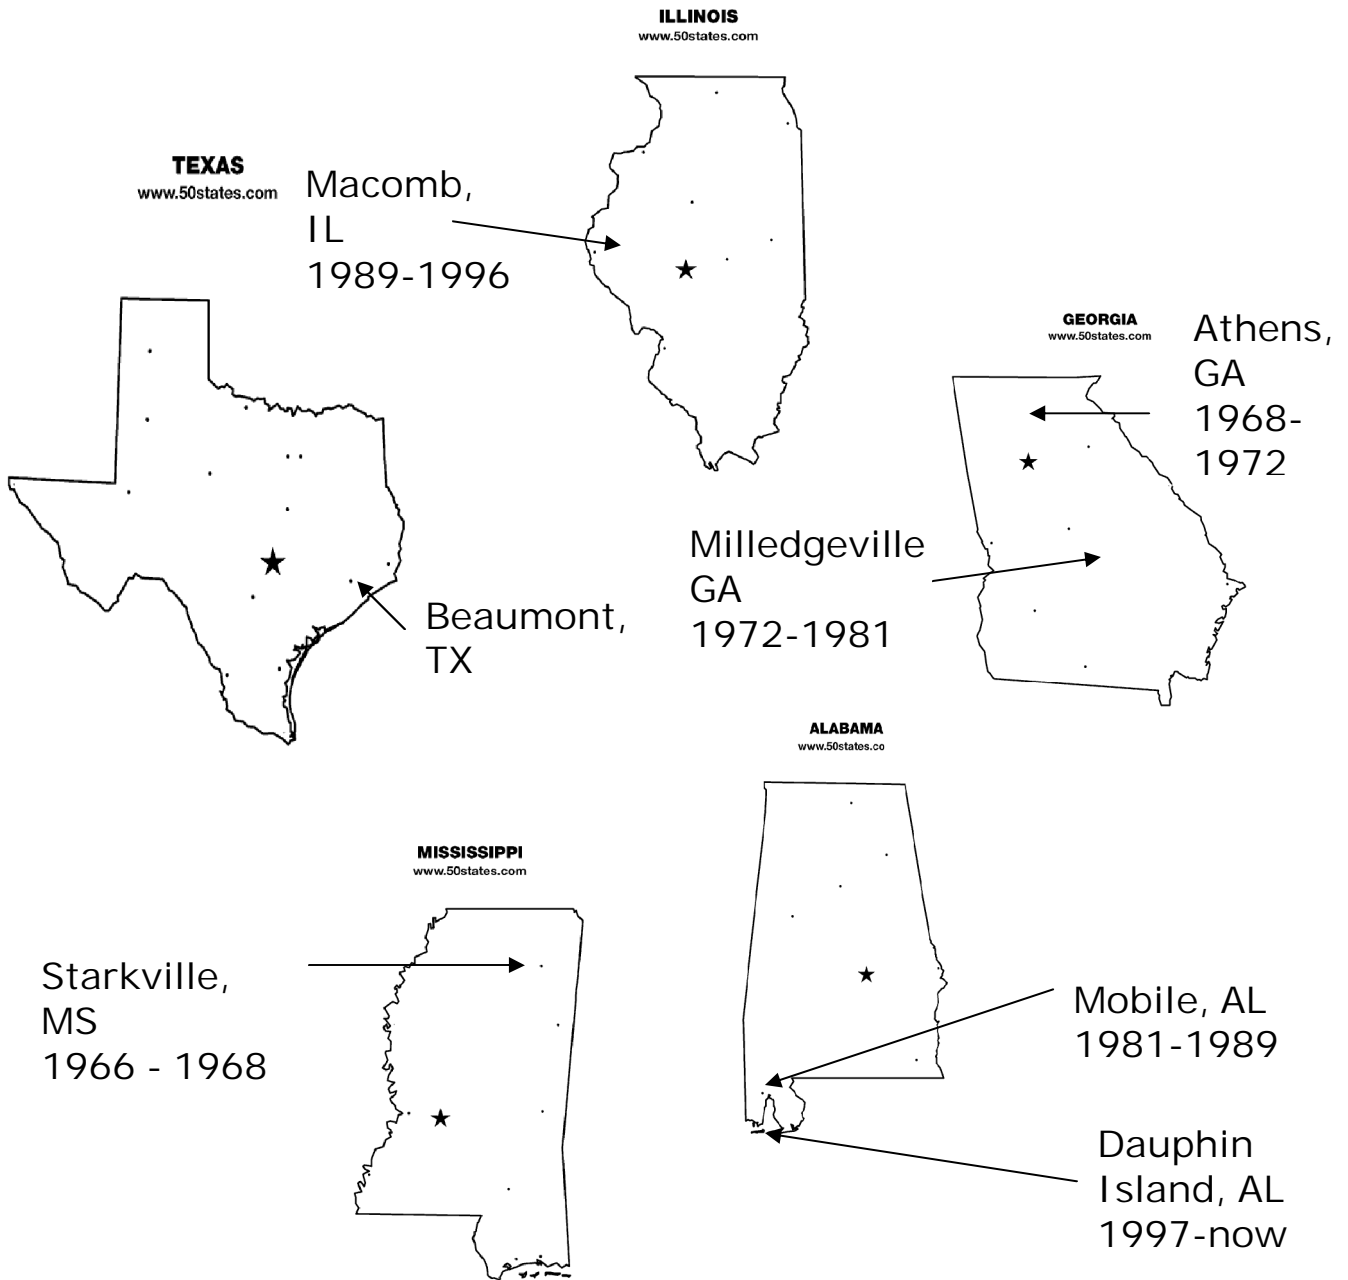 ILLINOIS
www.50states.com
TEXAS
www.50states.com
Macomb,
IL
1989-1996
GEORGIA
www.50states.com
Athens,
GA
1968-
1972
Milledgeville
GA
1972-1981
Beaumont,
TX
ALABAMA
www.50states.co
MISSISSIPPI
www.50states.com
Starkville,
MS
1966 - 1968
Mobile, AL
1981-1989
Dauphin
Island, AL
1997-now